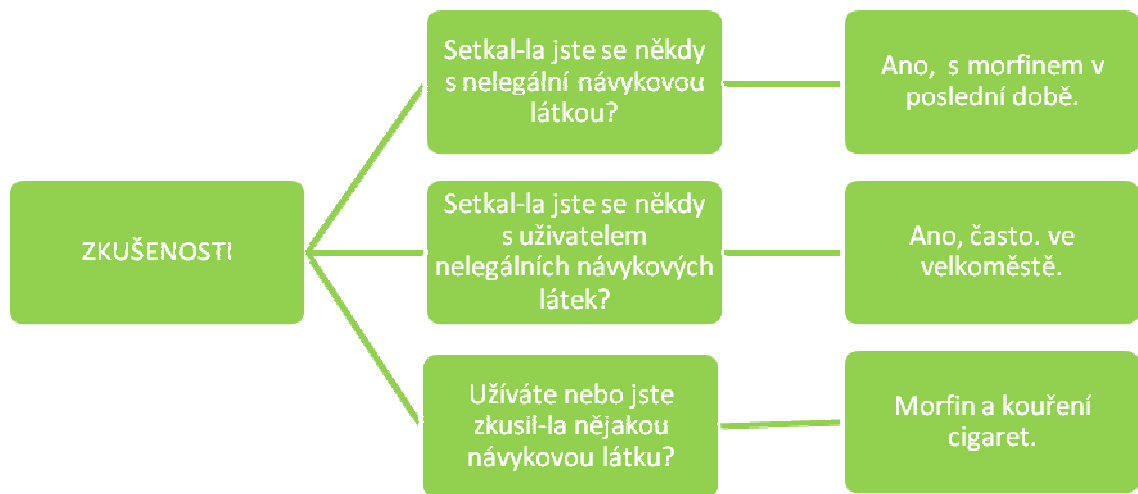 ZKUŠENOSTI
Setkal-la jste se někdy
s nelegální návykovou
látkou?
Ano, s morfinem v
poslední době.
Setkal-la jste se někdy
s uživatelem
nelegálních návykových
látek?
Ano, často. ve
velkoměstě.
Užíváte nebo jste
zkusil-la nějakou
návykovou látku?
Morfin a kouření
cigaret.